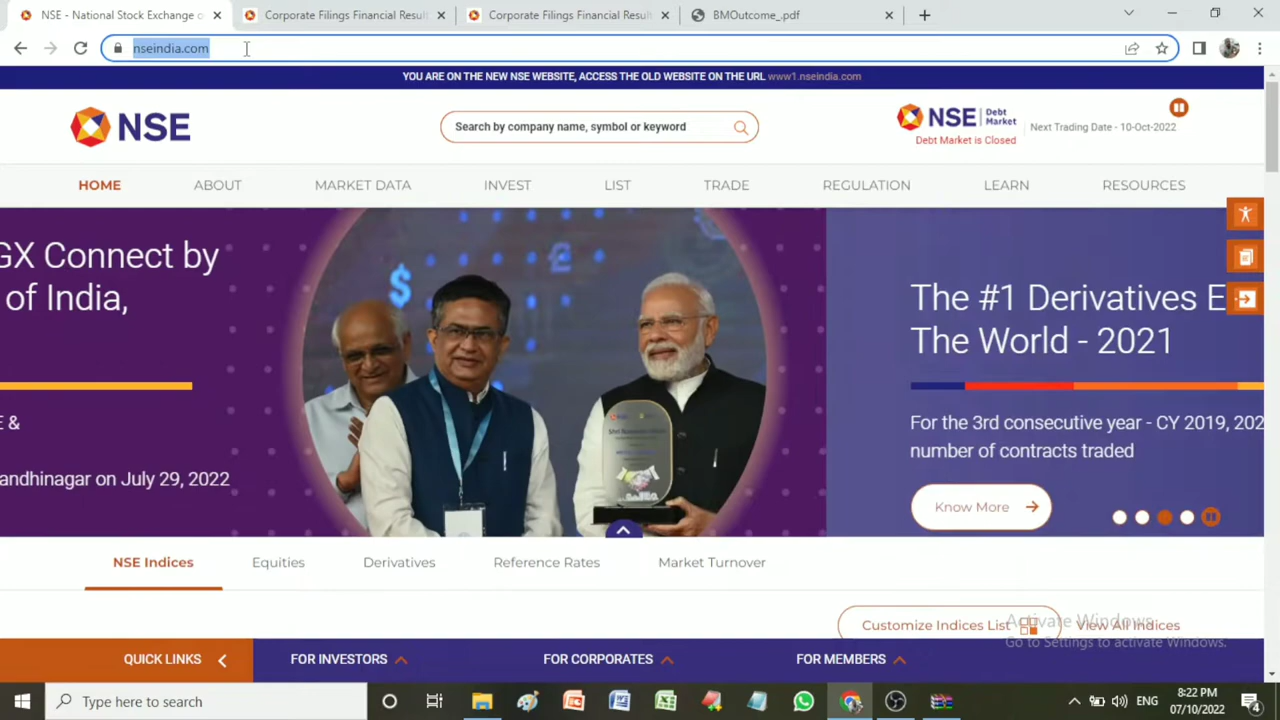 NSE - National Stock Exchange o
Corporate Filings Financial Result
Corporate Filings Financial Result
BMOutcome_.pdf
nseindia.com
YOU ARE ON THE NEW NSE WEBSITE, ACCESS THE OLD WEBSITE ON THE URL www1.nseindia.com
NSE
Search by company name, symbol or keyword
NSE Debt Market
Debt Market is Closed
Next Trading Date - 10-Oct-2022
HOME ABOUT MARKET DATA INVEST LIST TRADE REGULATION LEARN RESOURCES
GX Connect by
of India,
E &
andhinagar on July 29, 2022
$
£
The #1 Derivatives E
The World - 2021
For the 3rd consecutive year - CY 2019, 202
number of contracts traded
Know More
NSE Indices Equities Derivatives Reference Rates Market Turnover
Customize Indices List View All Indices
Activate Windows
Go to Settings to activate Windows.
QUICK LINKS FOR INVESTORS FOR CORPORATES FOR MEMBERS
Type here to search
ENG
8:22 PM
07/10/2022
4